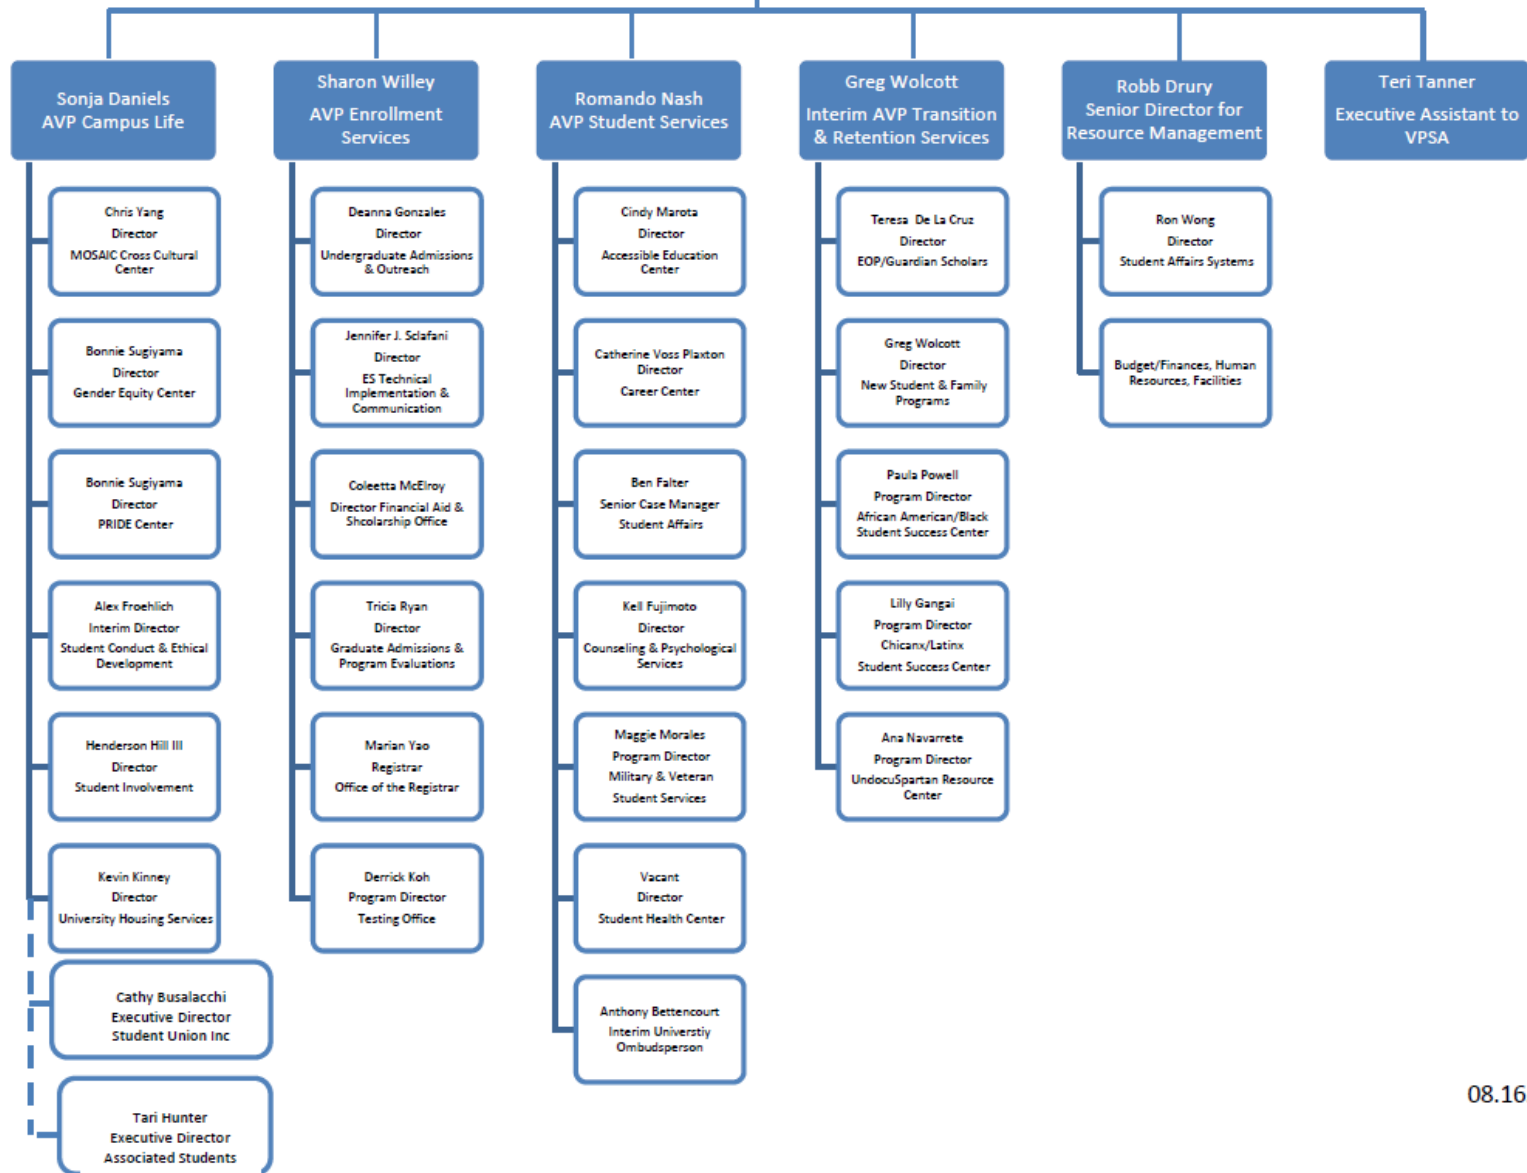 Sonja Daniels
AVP Campus Life
Chris Yang
Director
MOSAIC Cross Cultural
Center
Bonnie Sugiyama
Director
Gender Equity Center
Bonnie Sugiyama
Director
PRIDE Center
Alex Froehlich
Interim Director
Student Conduct & Ethical
Development
Henderson Hill III
Director
Student Involvement
Kevin Kinney
Director
University Housing Services
Cathy Busalacchi
Executive Director
Student Union Inc
Tari Hunter
Executive Director
Associated Students
Sharon Willey
AVP Enrollment
Services
Deanna Gonzales
Director
Undergraduate Admissions
& Outreach
Jennifer J. Sclafani
Director
ES Technical
Implementation &
Communication
Coleetta McElroy
Director Financial Aid &
Shcolarship Office
Tricia Ryan
Director
Graduate Admissions &
Program Evaluations
Marian Yao
Registrar
Office of the Registrar
Derrick Koh
Program Director
Testing Office
Romando Nash
AVP Student Services
Cindy Marota
Director
Accessible Education
Center
Catherine Voss Plaxton
Director
Career Center
Ben Falter
Senior Case Manager
Student Affairs
Kell Fujimoto
Director
Counseling & Psychological
Services
Maggie Morales
Program Director
Military & Veteran
Student Services
Vacant
Director
Student Health Center
Anthony Bettencourt
Interim Universtiy
Ombudsperson
Greg Wolcott
Interim AVP Transition
& Retention Services
Teresa De La Cruz
Director
EOP/Guardian Scholars
Greg Wolcott
Director
New Student & Family
Programs
Paula Powell
Program Director
African American/Black
Student Success Center
Lilly Gangai
Program Director
Chicanx/Latinx
Student Success Center
Ana Navarrete
Program Director
UndocuSpartan Resource
Center
Robb Drury
Senior Director for
Resource Management
Ron Wong
Director
Student Affairs Systems
Budget/Finances, Human
Resources, Facilities
Teri Tanner
Executive Assistant to
VPSA
08.16